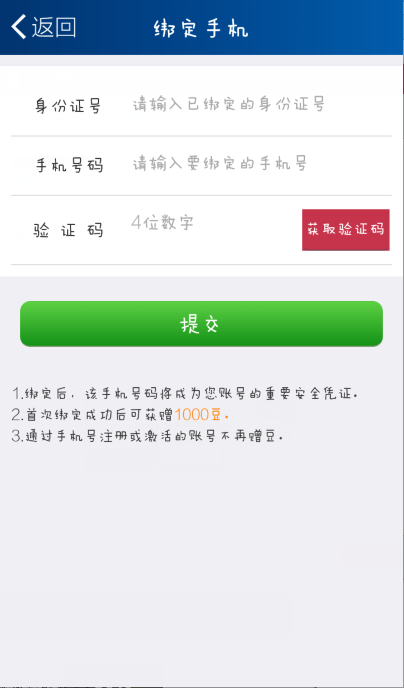 返回 绑定手机
身份证号 请输入已绑定的身份证号
手机号码 请输入要绑定的手机号
验证码 4位数字 获取验证码
提交
1.绑定后，该手机号码将成为您账号的重要安全凭证。
2.首次绑定成功后可获赠1000豆。
3.通过手机号注册或激活的账号不再赠豆。